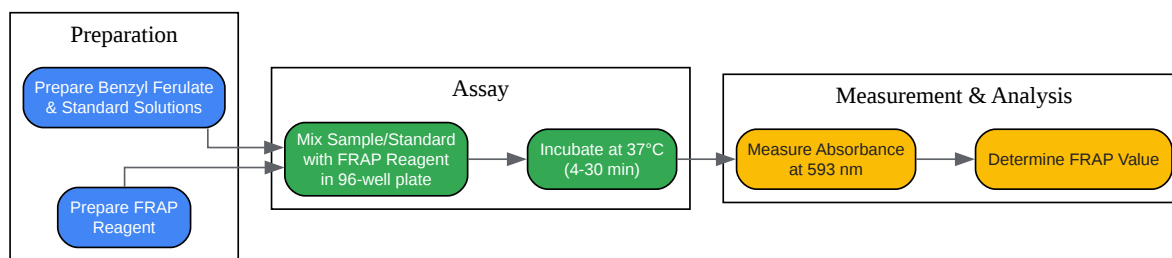 Preparation
Prepare Benzyl Ferulate
& Standard Solutions
Prepare FRAP
Reagent
Assay
Mix Sample/Standard
with FRAP Reagent
in 96-well plate
Incubate at 37°C
(4-30 min)
Measurement & Analysis
Measure Absorbance
at 593 nm
Determine FRAP Value